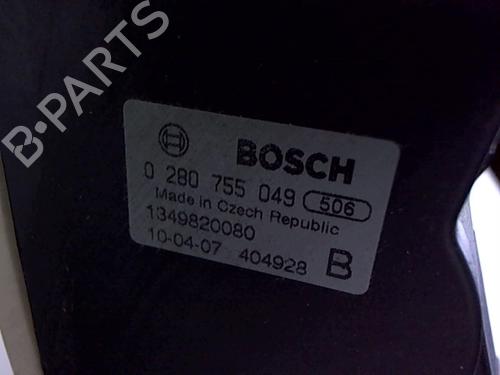 B-PARTS
BOSCH
0 280 755 049 506
Made in Czech Republic
1349820080
10-04-07 404928 B